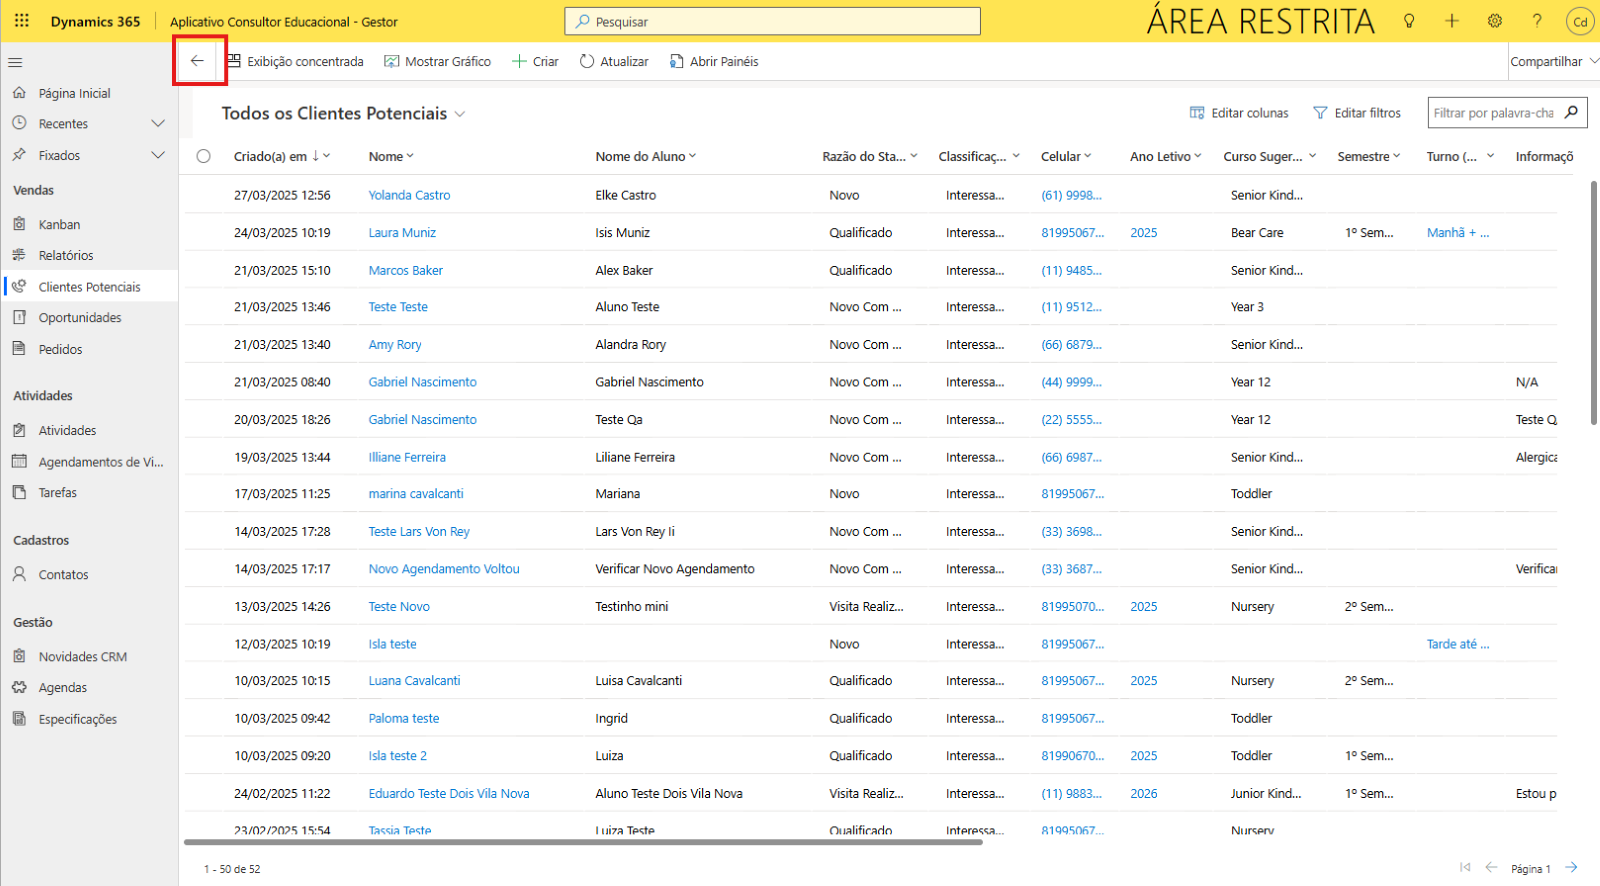 Dynamics 365 Aplicativo Consultor Educacional - Gestor Pesquisar ÁREA RESTRITA ? Cd
Exibição concentrada Mostrar Gráfico Criar Atualizar Abrir Painéis Compartilhar
Página Inicial
Recentes
Fixados
Vendas
Kanban
Relatórios
Clientes Potenciais
Oportunidades
Pedidos
Atividades
Atividades
Agendamentos de Vi...
Tarefas
Cadastros
Contatos
Gestão
Novidades CRM
Agendas
Especificações
Todos os Clientes Potenciais Editar colunas Editar filtros Filtrar por palavra-cha
Criado(a) em Nome Nome do Aluno Razão do Sta... Classificaç... Celular Ano Letivo Curso Suger... Semestre Turno (... Informaçõ
27/03/2025 12:56 Yolanda Castro Elke Castro Novo Interessa... (61) 9998... Senior Kind...
24/03/2025 10:19 Laura Muniz Isis Muniz Qualificado Interessa... 81995067... 2025 Bear Care 1º Sem... Manhã + ...
21/03/2025 15:10 Marcos Baker Alex Baker Qualificado Interessa... (11) 9485... Senior Kind...
21/03/2025 13:46 Teste Teste Aluno Teste Novo Com ... Interessa... (11) 9512... Year 3
21/03/2025 13:40 Amy Rory Alandra Rory Novo Com ... Interessa... (66) 6879... Senior Kind...
21/03/2025 08:40 Gabriel Nascimento Gabriel Nascimento Novo Com ... Interessa... (44) 9999... Year 12 N/A
20/03/2025 18:26 Gabriel Nascimento Teste Qa Novo Com ... Interessa... (22) 5555... Year 12 Teste Q
19/03/2025 13:44 Illiane Ferreira Liliane Ferreira Novo Com ... Interessa... (66) 6987... Senior Kind... Alergica
17/03/2025 11:25 marina cavalcanti Mariana Novo Interessa... 81995067... Toddler
14/03/2025 17:28 Teste Lars Von Rey Lars Von Rey Ii Novo Com ... Interessa... (33) 3698... Senior Kind...
14/03/2025 17:17 Novo Agendamento Voltou Verificar Novo Agendamento Novo Com ... Interessa... (33) 3687... Senior Kind... Verificar
13/03/2025 14:26 Teste Novo Testinho mini Visita Realiz... Interessa... 81995070... 2025 Nursery 2º Sem...
12/03/2025 10:19 Isla teste Novo Interessa... 81995067... Tarde até ...
10/03/2025 10:15 Luana Cavalcanti Luisa Cavalcanti Qualificado Interessa... 81995067... 2025 Nursery 2º Sem...
10/03/2025 09:42 Paloma teste Ingrid Qualificado Interessa... 81995067... Toddler
10/03/2025 09:20 Isla teste 2 Luiza Qualificado Interessa... 81990670... 2025 Toddler 1º Sem...
24/02/2025 11:22 Eduardo Teste Dois Vila Nova Aluno Teste Dois Vila Nova Visita Realiz... Interessa... (11) 9883... 2026 Junior Kind... 1º Sem... Estou p
23/02/2025 15:54 Tassia Teste Luiza Teste Qualificado Interessa... 81995067... Nursery
1 - 50 de 52 Página 1